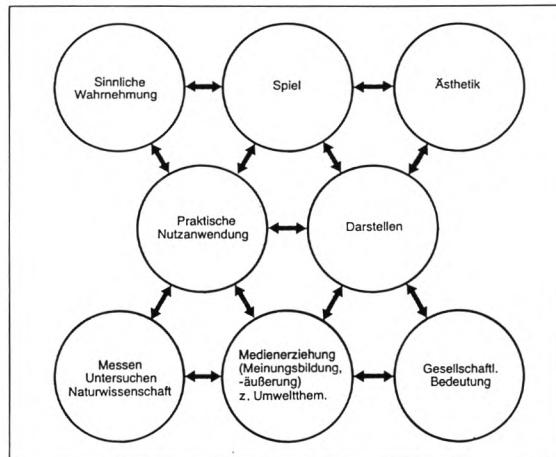 Sinnliche
Wahrnehmung
Spiel
Ästhetik
Praktische
Nutzanwendung
Darstellen
Messen
Untersuchen
Naturwissenschaft
Medienerziehung
(Meinungsbildung,
-äußerung)
z. Umweltthem.
Gesellschaftl.
Bedeutung